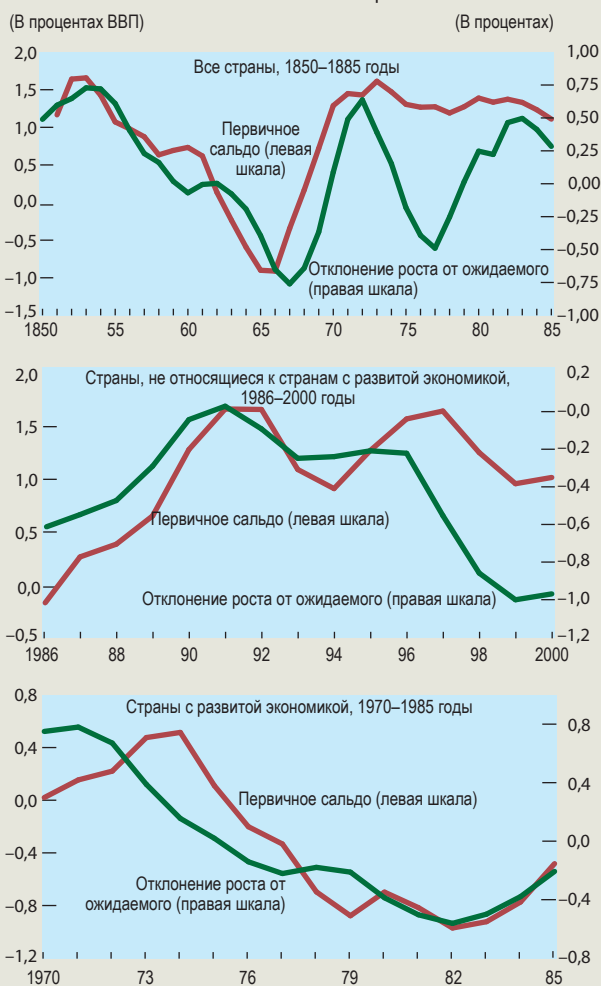 (В процентах ВВП) (В процентах)
Все страны, 1850–1885 годы
2,0
1,5
1,0
0,5
0,0
–0,5
–1,0
–1,5
1,00
0,75
0,50
0,25
0,00
–0,25
–0,50
–0,75
–1,00
Первичное
сальдо (левая
шкала)
Отклонение роста от ожидаемого
(правая шкала)
1850 55 60 65 70 75 80 85
Страны, не относящиеся к странам с развитой экономикой,
1986–2000 годы
2,0
1,5
1,0
0,5
0,0
–0,5
0,2
–0,0
–0,2
–0,4
–0,6
–0,8
–1,0
–1,2
Первичное сальдо (левая шкала)
Отклонение роста от ожидаемого (правая шкала)
1986 88 90 92 94 96 98 2000
Страны с развитой экономикой, 1970–1985 годы
0,8
0,4
0,0
–0,4
–0,8
–1,2
0,8
0,4
0,0
–0,4
–0,8
Первичное сальдо (левая шкала)
Отклонение роста от
ожидаемого (правая шкала)
1970 73 76 79 82 85